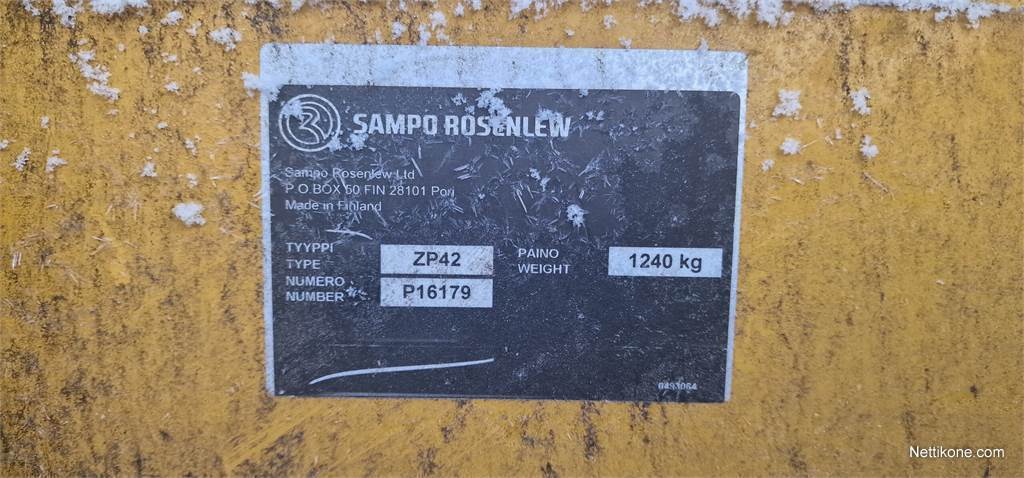 SAMPO ROSENLEW
Sampo Rosenlew Ltd
P.O.BOX 50 FIN 28101 Pori
Made in Finland
TYYPPI
TYPE
ZP42
PAINO
WEIGHT
1240 kg
NUMERO
NUMBER
P16179
0493064
Nettikone.com